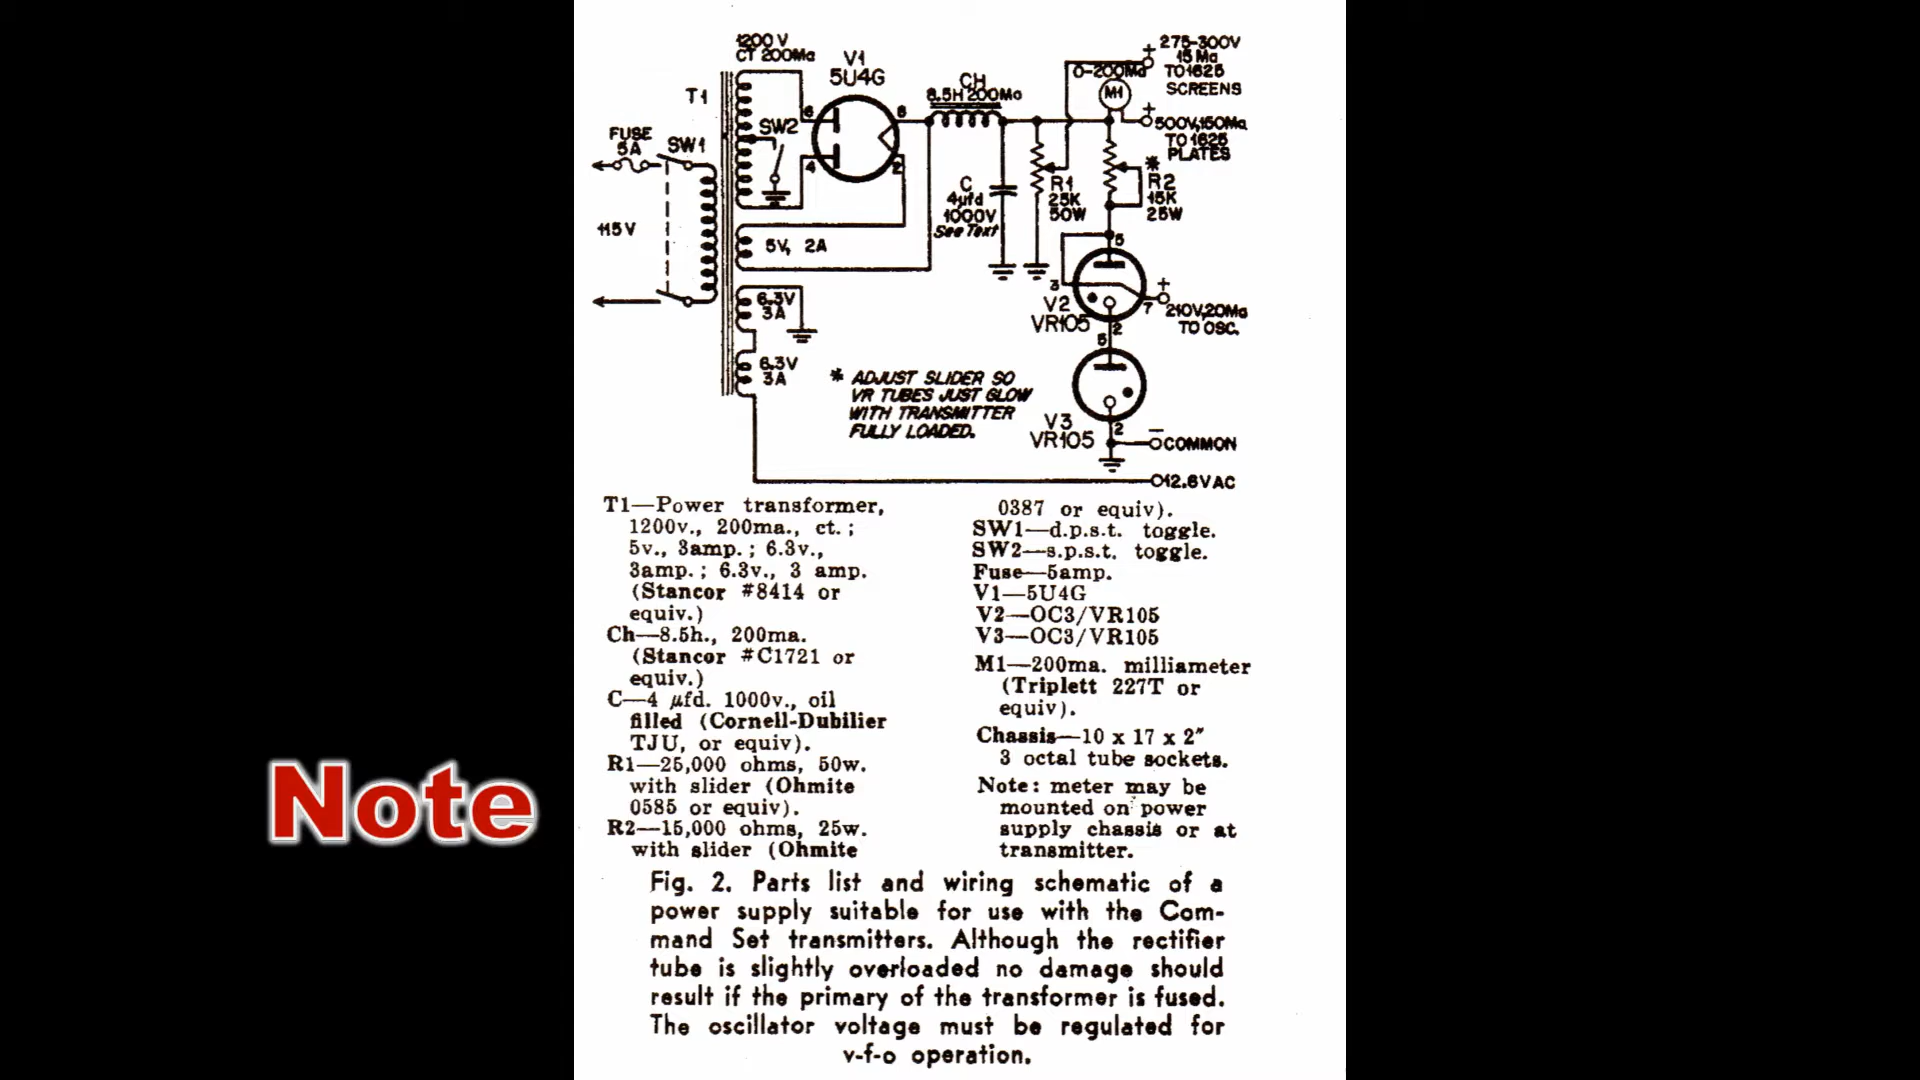 1200 V
CT 200Ma
V1
5U4G
T1
FUSE
5A
SW1
SW2
6
4
8
2
CH
8.5H 200Ma
275-300V
15 Ma
TO 1625
SCREENS
0-200Ma
M1
500V, 150Ma
TO 1625
PLATES
+
+
C
4µfd
1000V
See Text
R1
25K
50W
*
R2
15K
25W
115V
5V, 2A
6.3V
3A
6.3V
3A
5
3
7
V2
VR105
2
+
210V, 20Ma
TO OSC.
5
V3
VR105
2
—
COMMON
12.6VAC
* ADJUST SLIDER SO
VR TUBES JUST GLOW
WITH TRANSMITTER
FULLY LOADED.
T1—Power transformer,
1200v., 200ma., ct.;
5v., 3amp.; 6.3v.,
3amp.; 6.3v., 3 amp.
(Stancor #8414 or
equiv.)
Ch—8.5h., 200ma.
(Stancor #C1721 or
equiv.)
C—4 µfd. 1000v., oil
filled (Cornell-Dubilier
TJU, or equiv).
R1—25,000 ohms, 50w.
with slider (Ohmite
0585 or equiv).
R2—15,000 ohms, 25w.
with slider (Ohmite
0387 or equiv).
SW1—d.p.s.t. toggle.
SW2—s.p.s.t. toggle.
Fuse—5amp.
V1—5U4G
V2—OC3/VR105
V3—OC3/VR105
M1—200ma. milliameter
(Triplett 227T or
equiv).
Chassis—10 x 17 x 2"
3 octal tube sockets.
Note: meter may be
mounted on power
supply chassis or at
transmitter.
Note
Fig. 2. Parts list and wiring schematic of a
power supply suitable for use with the Com-
mand Set transmitters. Although the rectifier
tube is slightly overloaded no damage should
result if the primary of the transformer is fused.
The oscillator voltage must be regulated for
v-f-o operation.